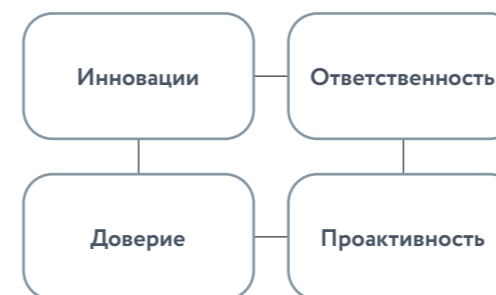 Инновации
Ответственность
Доверие
Проактивность